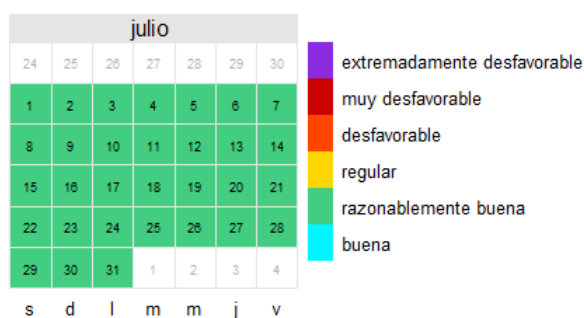 julio
24 25 26 27 28 29 30
1 2 3 4 5 6 7
8 9 10 11 12 13 14
15 16 17 18 19 20 21
22 23 24 25 26 27 28
29 30 31 1 2 3 4
s d l m m j v
extremadamente desfavorable
muy desfavorable
desfavorable
regular
razonablemente buena
buena